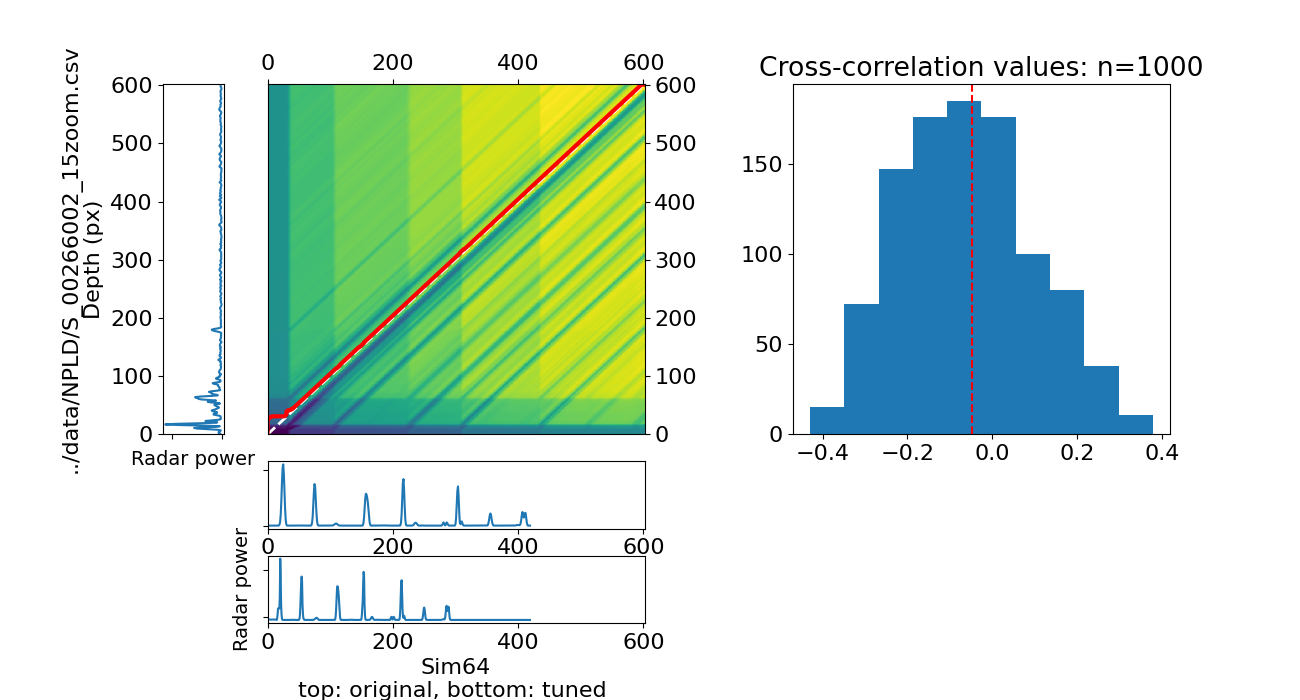 Cross-correlation values: n=1000
0 200 400 600
../data/NPLD/S_00266002_15zoom.csv
Depth (px)
600 600
500 500
400 400
300 300
200 200
100 100
0 0
Radar power
150
100
50
0
−0.4 −0.2 0.0 0.2 0.4
0 200 400 600
Radar power
0 200 400 600
Sim64
top: original, bottom: tuned